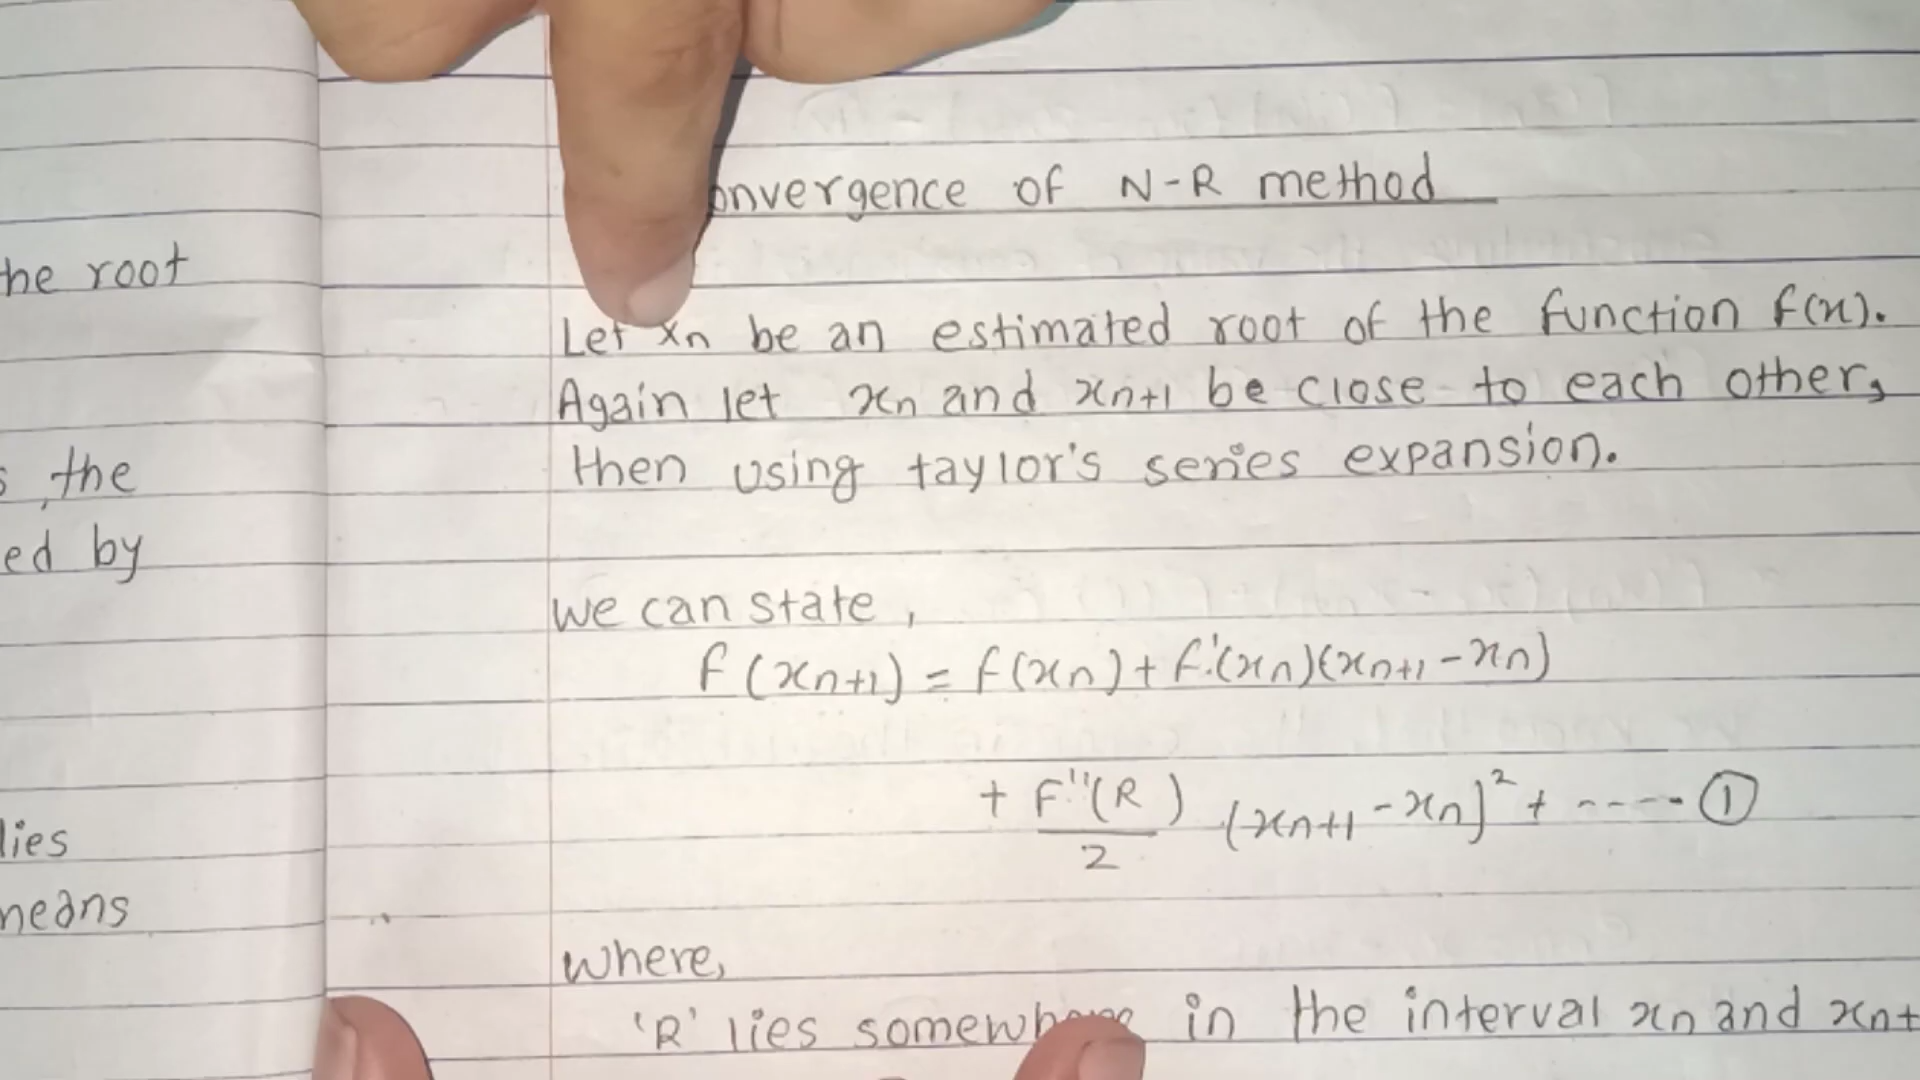 he root
s the
ed by
lies
means
onvergence of N-R method
Let xn be an estimated root of the function f(x).
Again let xn and xn+1 be close to each other,
then using taylor's series expansion.
we can state,
f(xn+1) = f(xn) + f'(xn)(xn+1 - xn)
+ F"(R)/2 (xn+1 - xn)² + ----- ①
where,
'R' lies somewhere in the interval xn and xn+